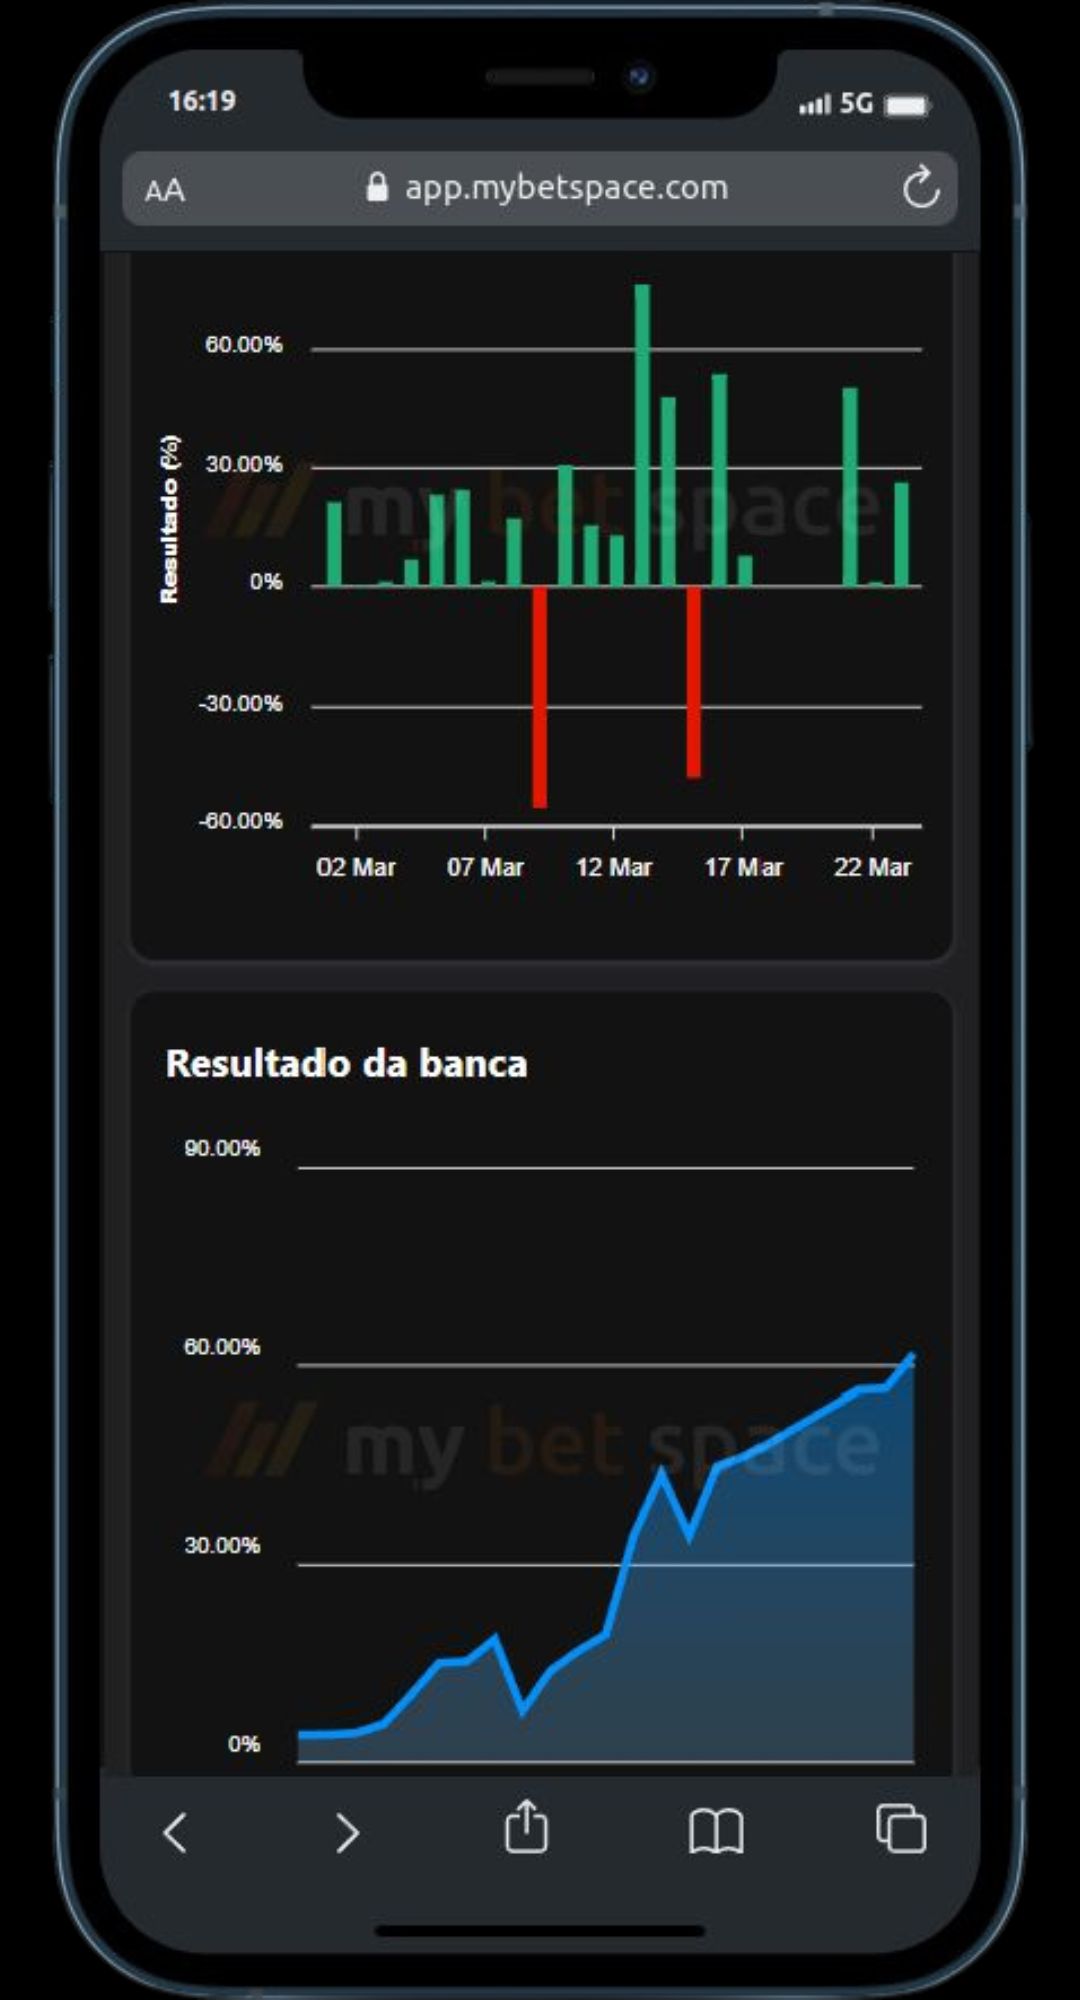 16:19
5G
AA
app.mybetspace.com
60.00%
30.00%
0%
-30.00%
-60.00%
Resultado (%)
my bet space
02 Mar 07 Mar 12 Mar 17 Mar 22 Mar
Resultado da banca
90.00%
60.00%
my bet space
30.00%
0%